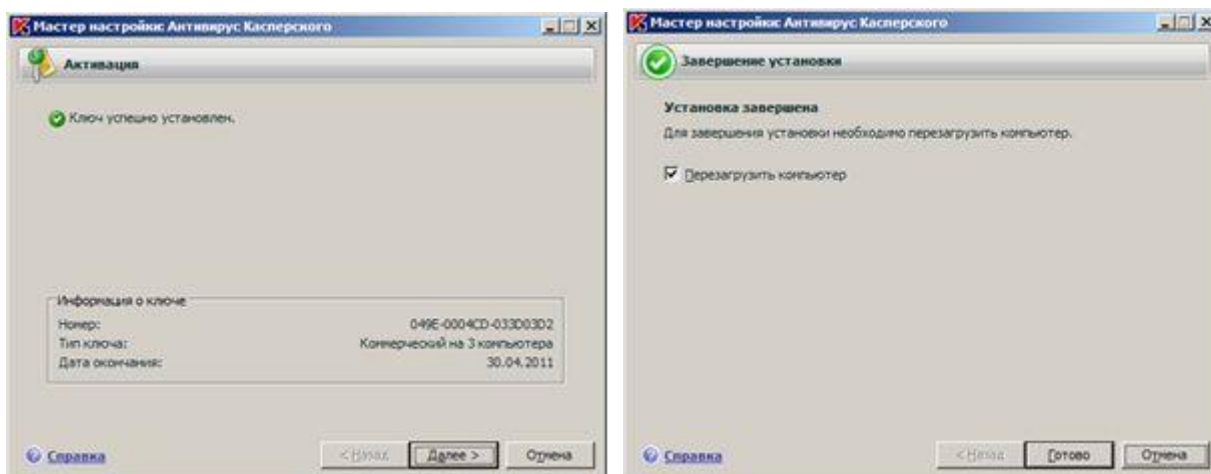 Мастер настройки: Антивирус Касперского
Активация
Ключ успешно установлен.
Информация о ключе
Номер: 049E-0004CD-033D03D2
Тип ключа: Коммерческий на 3 компьютера
Дата окончания: 30.04.2011
Справка
< Назад
Далее >
Отмена
Мастер настройки: Антивирус Касперского
Завершение установки
Установка завершена
Для завершения установки необходимо перезагрузить компьютер.
Перезагрузить компьютер
Справка
< Назад
Готово
Отмена